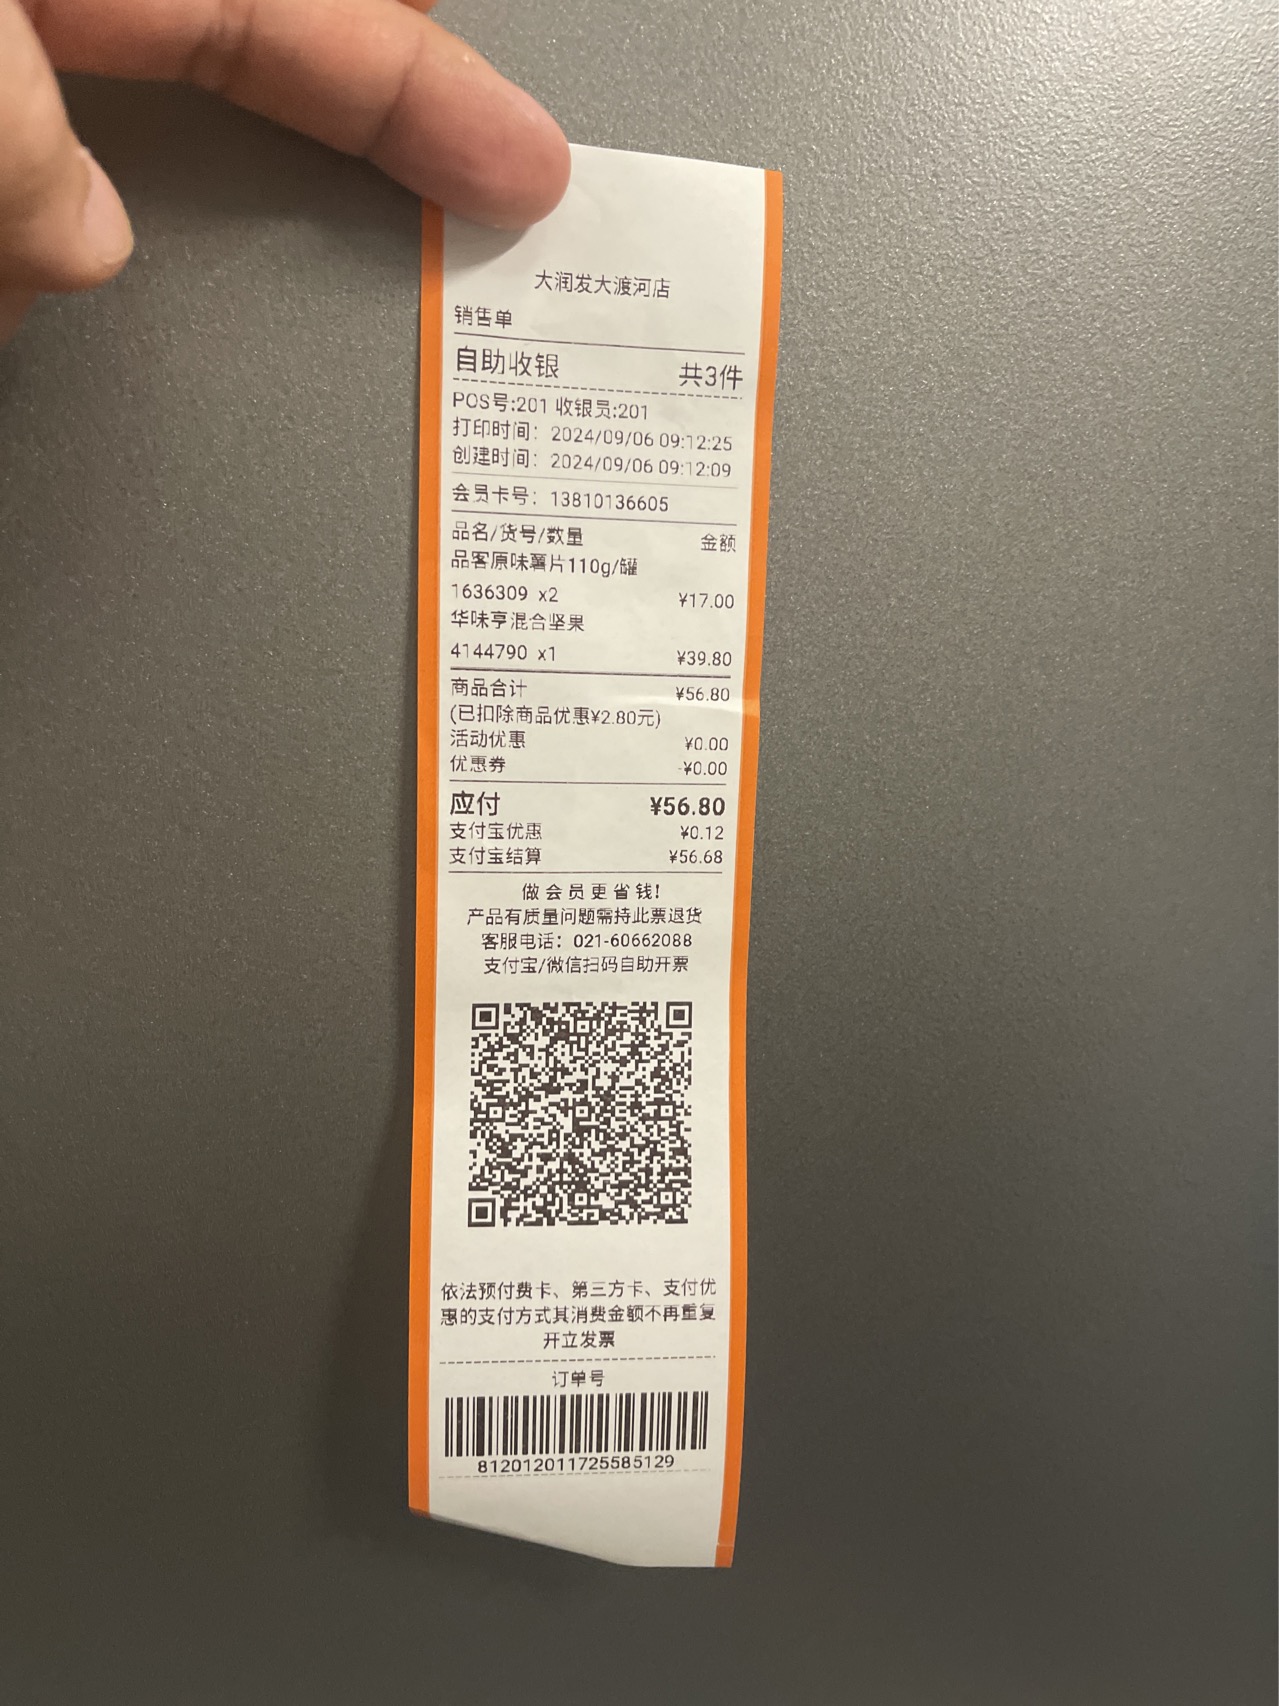 大润发大渡河店
销售单
自助收银 共3件
POS号:201 收银员:201
打印时间: 2024/09/06 09:12:25
创建时间: 2024/09/06 09:12:09
会员卡号: 13810136605
品名/货号/数量 金额
品客原味薯片110g/罐
1636309 x2 ¥17.00
华味亨混合坚果
4144790 x1 ¥39.80
商品合计 ¥56.80
(已扣除商品优惠¥2.80元)
活动优惠 ¥0.00
优惠券 -¥0.00
应付 ¥56.80
支付宝优惠 ¥0.12
支付宝结算 ¥56.68
做会员更省钱!
产品有质量问题需持此票退货
客服电话: 021-60662088
支付宝/微信扫码自助开票
依法预付费卡、第三方卡、支付优
惠的支付方式其消费金额不再重复
开立发票
订单号
812012011725585129